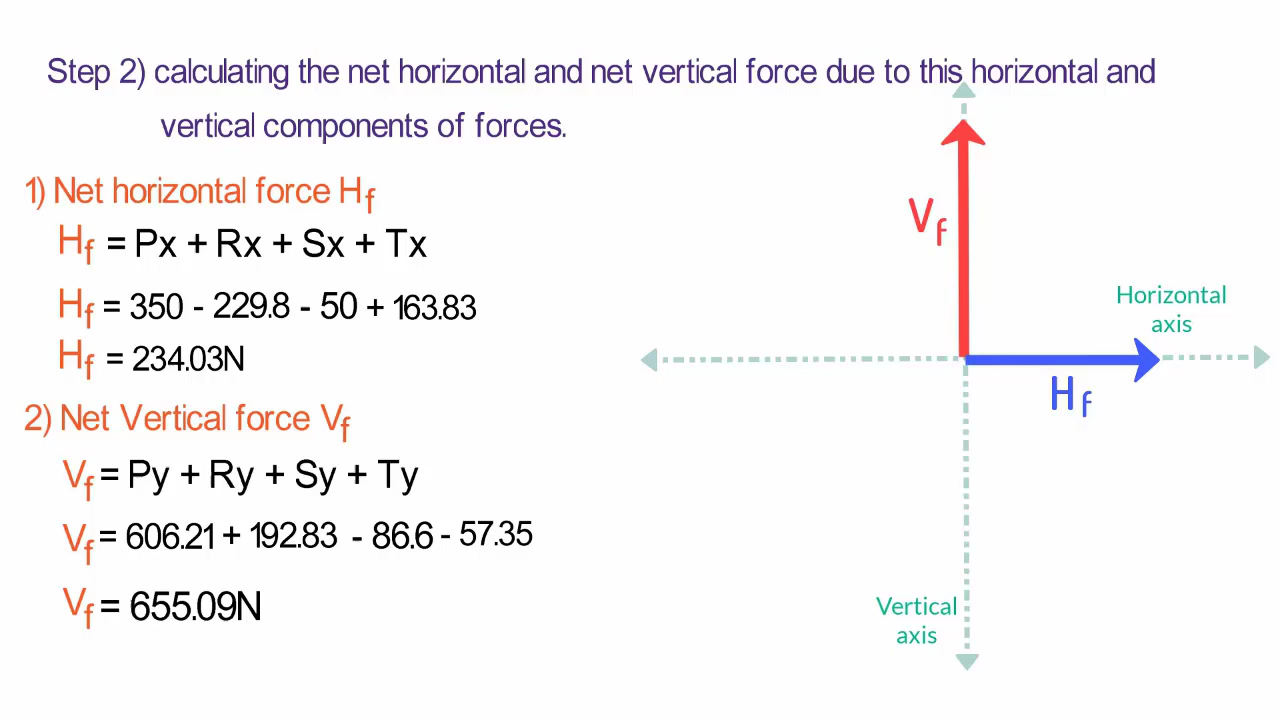 Step 2) calculating the net horizontal and net vertical force due to this horizontal and
vertical components of forces.
1) Net horizontal force Hf
Hf = Px + Rx + Sx + Tx
Hf = 350 - 229.8 - 50 + 163.83
Hf = 234.03N
2) Net Vertical force Vf
Vf = Py + Ry + Sy + Ty
Vf = 606.21 + 192.83 - 86.6 - 57.35
Vf = 655.09N
Vf
Horizontal
axis
Hf
Vertical
axis